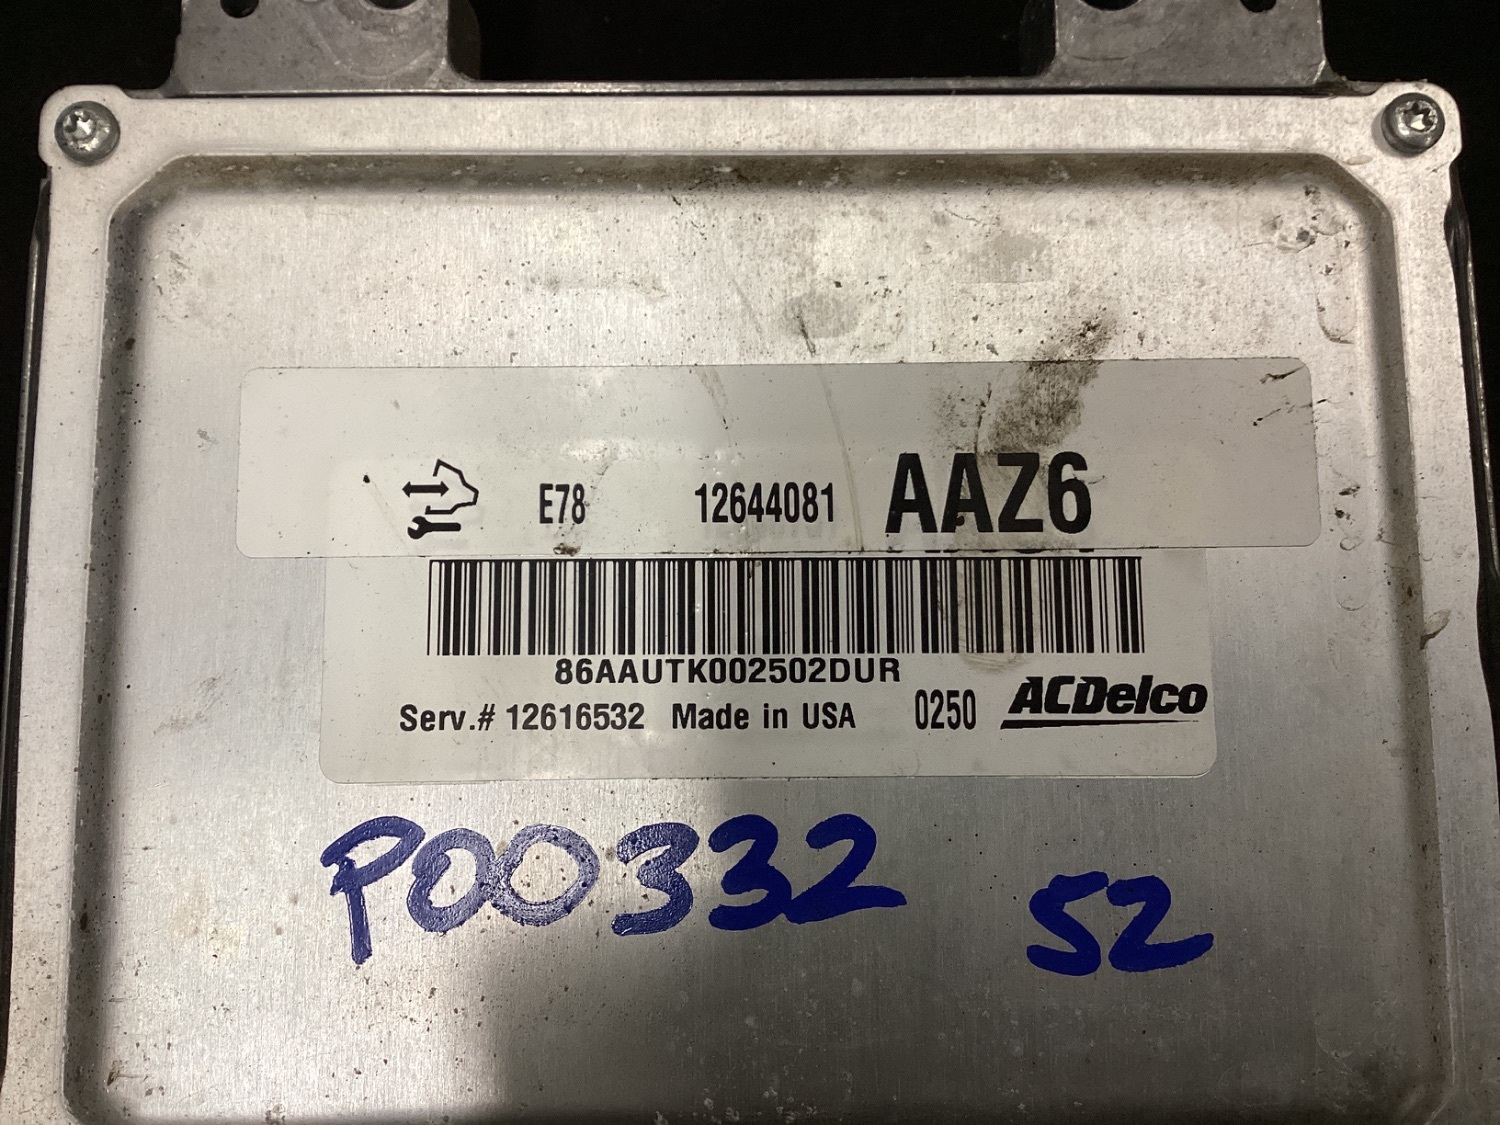 E78 12644081 AAZ6
86AAUTK002502DUR
Serv.# 12616532 Made in USA 0250 ACDelco
P00332 52